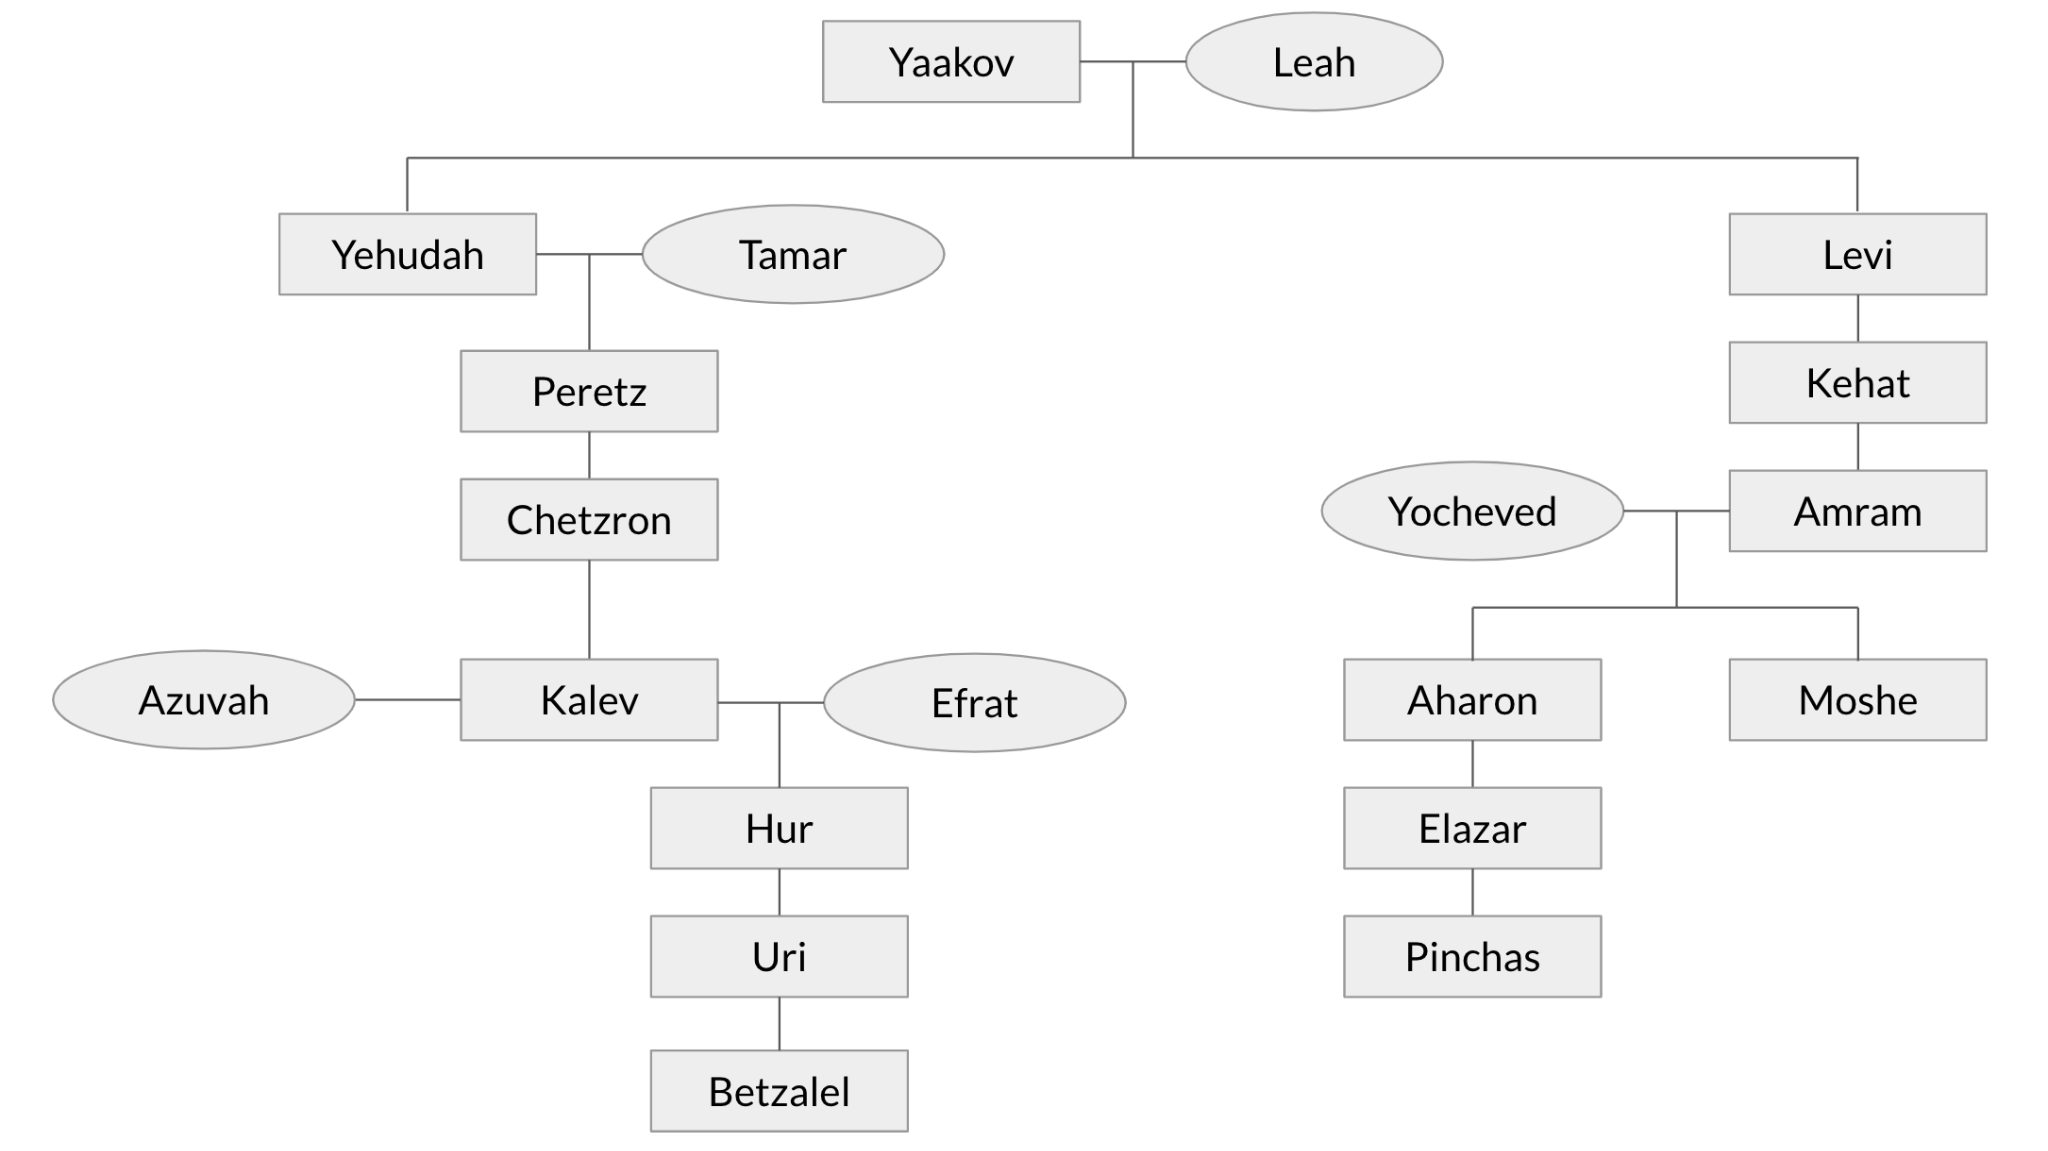 Yaakov
Leah
Yehudah
Tamar
Levi
Peretz
Kehat
Chetzron
Yocheved
Amram
Azuvah
Kalev
Efrat
Aharon
Moshe
Hur
Elazar
Uri
Pinchas
Betzalel